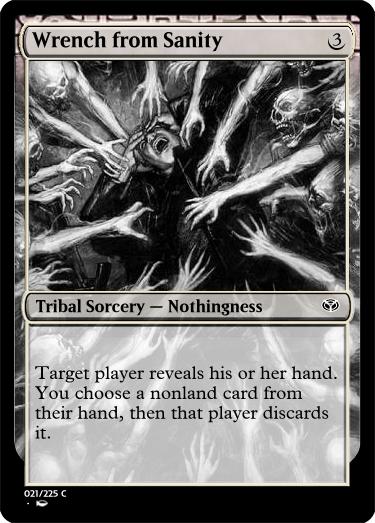 Wrench from Sanity 3
Tribal Sorcery — Nothingness
Target player reveals his or her hand.
You choose a nonland card from
their hand, then that player discards
it.
021/225 C